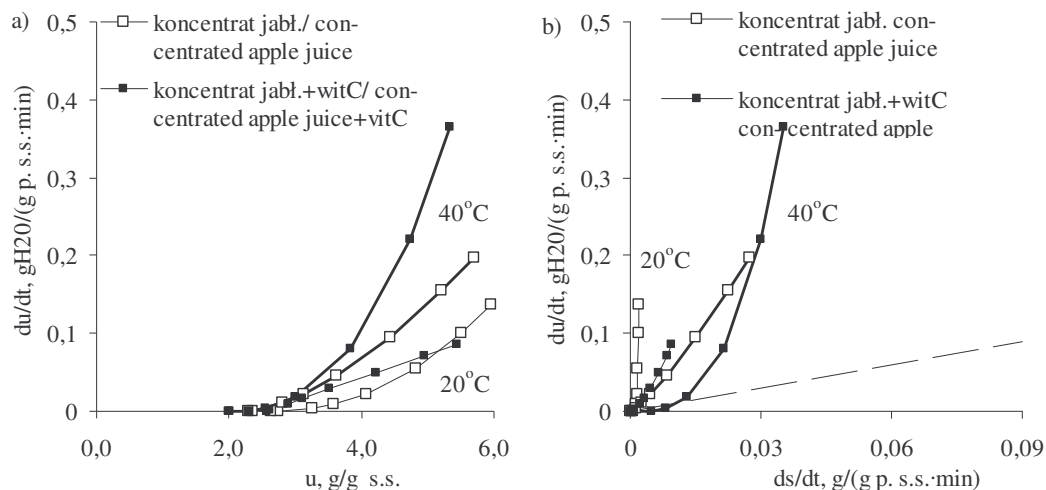 a)
koncentrat jabł./ con-
centrated apple juice
koncentrat jabł.+witC/ con-
centrated apple juice+vitC
0,5
0,4
0,3
0,2
0,1
0
du/dt, gH20/(g p. s.s.·min)
40°C
20°C
0,0
2,0
4,0
6,0
u, g/g s.s.
b)
koncentrat jabł. con-
centrated apple juice
koncentrat jabł.+witC
con- centrated apple
0,5
0,4
0,3
0,2
0,1
0
du/dt, gH20/(g p. s.s.·min)
20°C
40°C
0
0,03
0,06
0,09
ds/dt, g/(g p. s.s.·min)